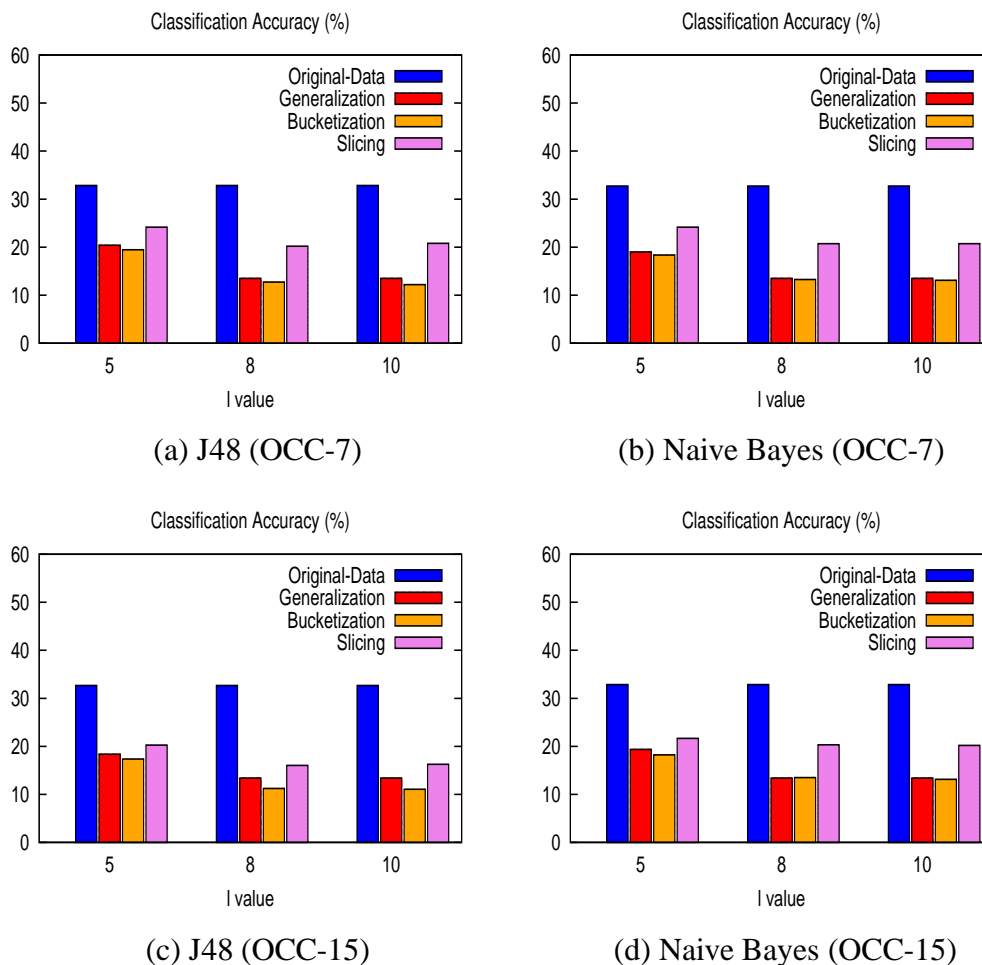 Classification Accuracy (%)
60
50
40
30
20
10
0
Original-Data
Generalization
Bucketization
Slicing
5 8 10
l value
(a) J48 (OCC-7)
Classification Accuracy (%)
60
50
40
30
20
10
0
Original-Data
Generalization
Bucketization
Slicing
5 8 10
l value
(b) Naive Bayes (OCC-7)
Classification Accuracy (%)
60
50
40
30
20
10
0
Original-Data
Generalization
Bucketization
Slicing
5 8 10
l value
(c) J48 (OCC-15)
Classification Accuracy (%)
60
50
40
30
20
10
0
Original-Data
Generalization
Bucketization
Slicing
5 8 10
l value
(d) Naive Bayes (OCC-15)